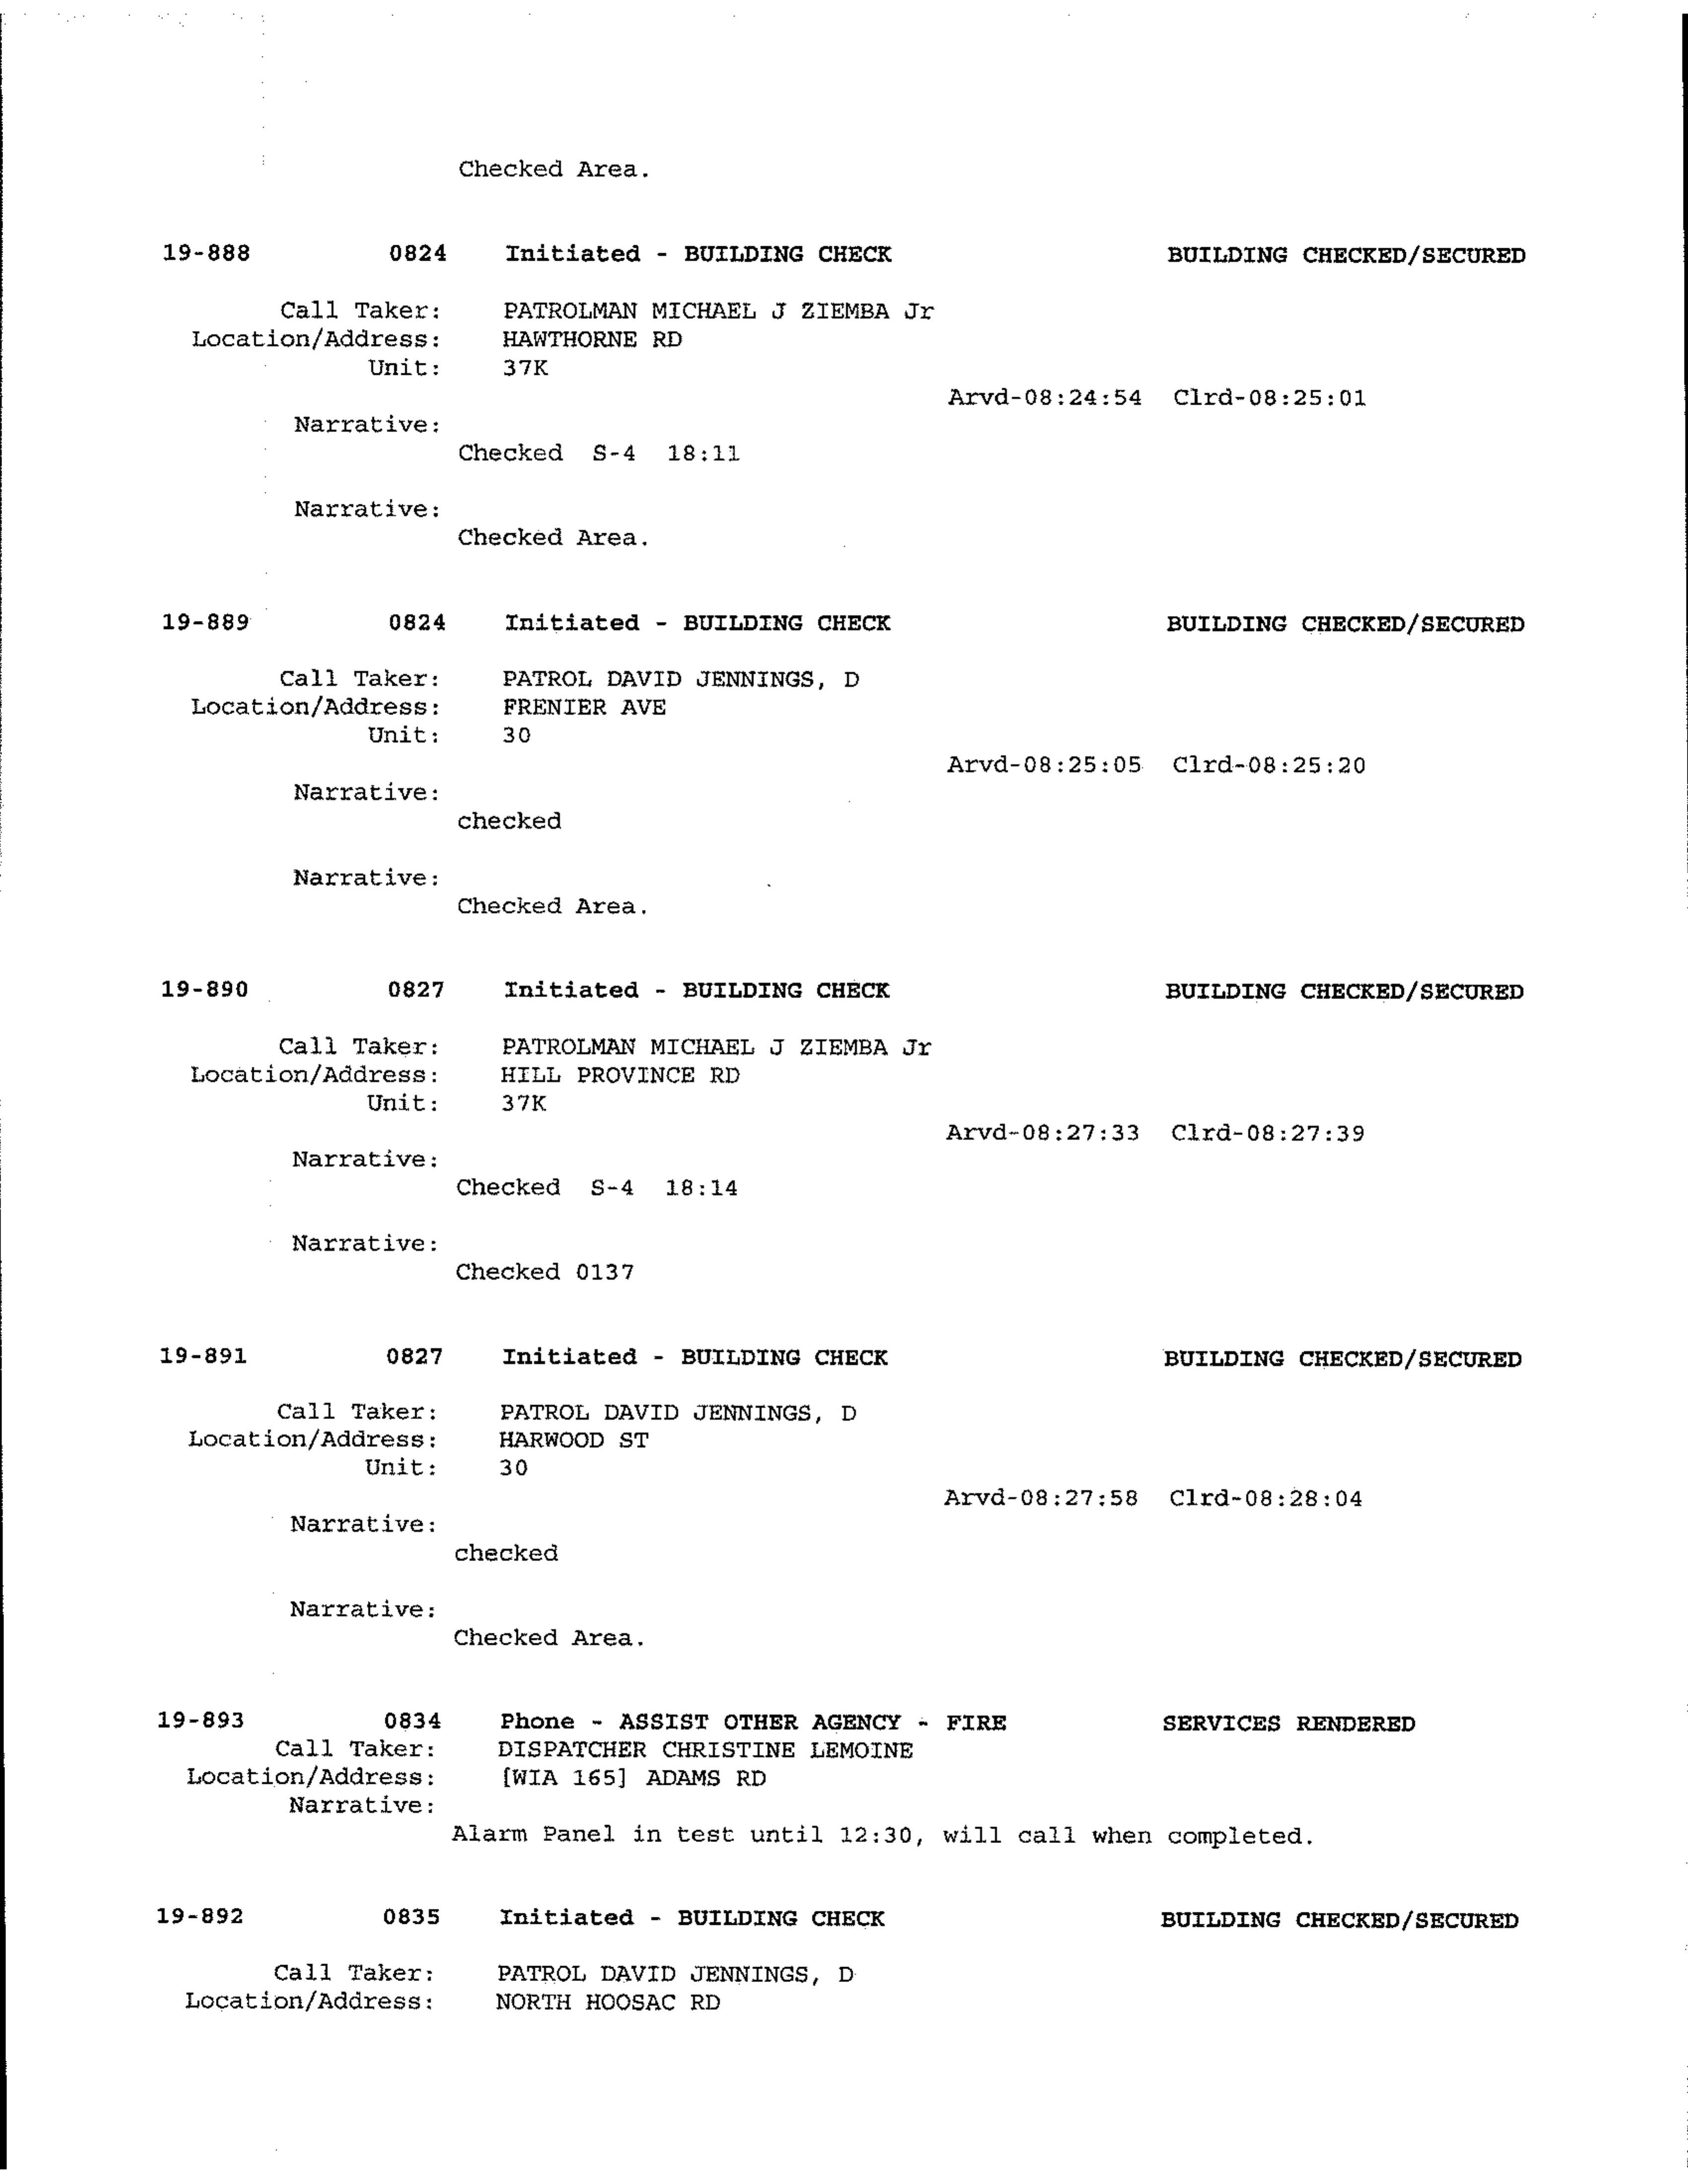 Checked Area.
19-888 0824 Initiated - BUILDING CHECK BUILDING CHECKED/SECURED
Call Taker: PATROLMAN MICHAEL J ZIEMBA Jr
Location/Address: HAWTHORNE RD
Unit: 37K
Arvd-08:24:54 Clrd-08:25:01
Narrative:
Checked S-4 18:11
Narrative:
Checked Area.
19-889 0824 Initiated - BUILDING CHECK BUILDING CHECKED/SECURED
Call Taker: PATROL DAVID JENNINGS, D
Location/Address: FRENIER AVE
Unit: 30
Arvd-08:25:05 Clrd-08:25:20
Narrative:
checked
Narrative:
Checked Area.
19-890 0827 Initiated - BUILDING CHECK BUILDING CHECKED/SECURED
Call Taker: PATROLMAN MICHAEL J ZIEMBA Jr
Location/Address: HILL PROVINCE RD
Unit: 37K
Arvd-08:27:33 Clrd-08:27:39
Narrative:
Checked S-4 18:14
Narrative:
Checked 0137
19-891 0827 Initiated - BUILDING CHECK BUILDING CHECKED/SECURED
Call Taker: PATROL DAVID JENNINGS, D
Location/Address: HARWOOD ST
Unit: 30
Arvd-08:27:58 Clrd-08:28:04
Narrative:
checked
Narrative:
Checked Area.
19-893 0834 Phone - ASSIST OTHER AGENCY - FIRE SERVICES RENDERED
Call Taker: DISPATCHER CHRISTINE LEMOINE
Location/Address: [WIA 165] ADAMS RD
Narrative:
Alarm Panel in test until 12:30, will call when completed.
19-892 0835 Initiated - BUILDING CHECK BUILDING CHECKED/SECURED
Call Taker: PATROL DAVID JENNINGS, D
Location/Address: NORTH HOOSAC RD